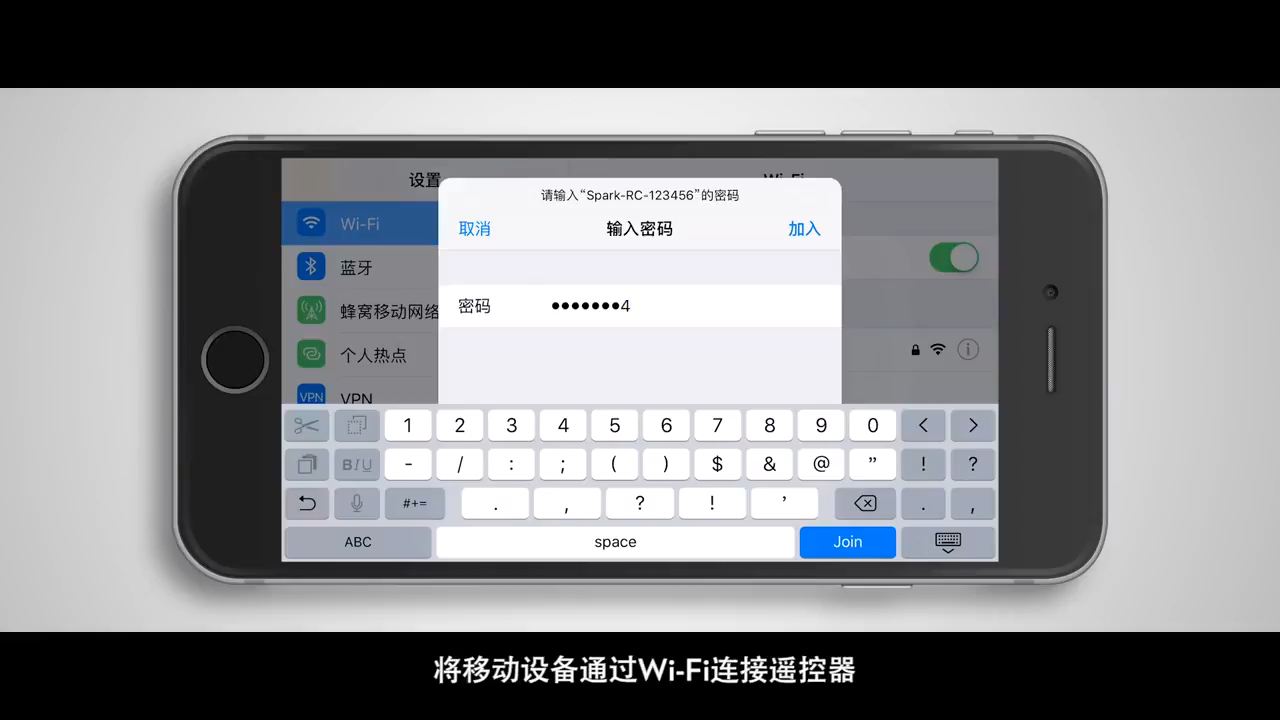 设置
Wi-Fi
请输入“Spark-RC-123456”的密码
取消 输入密码 加入
Wi-Fi
蓝牙
密码 •••••••4
蜂窝移动网络
个人热点
VPN VPN
1 2 3 4 5 6 7 8 9 0 < >
B I U - / : ; ( ) $ & @ ” ! ?
#+= . , ? ! ’ . ,
ABC space Join
将移动设备通过Wi-Fi连接遥控器